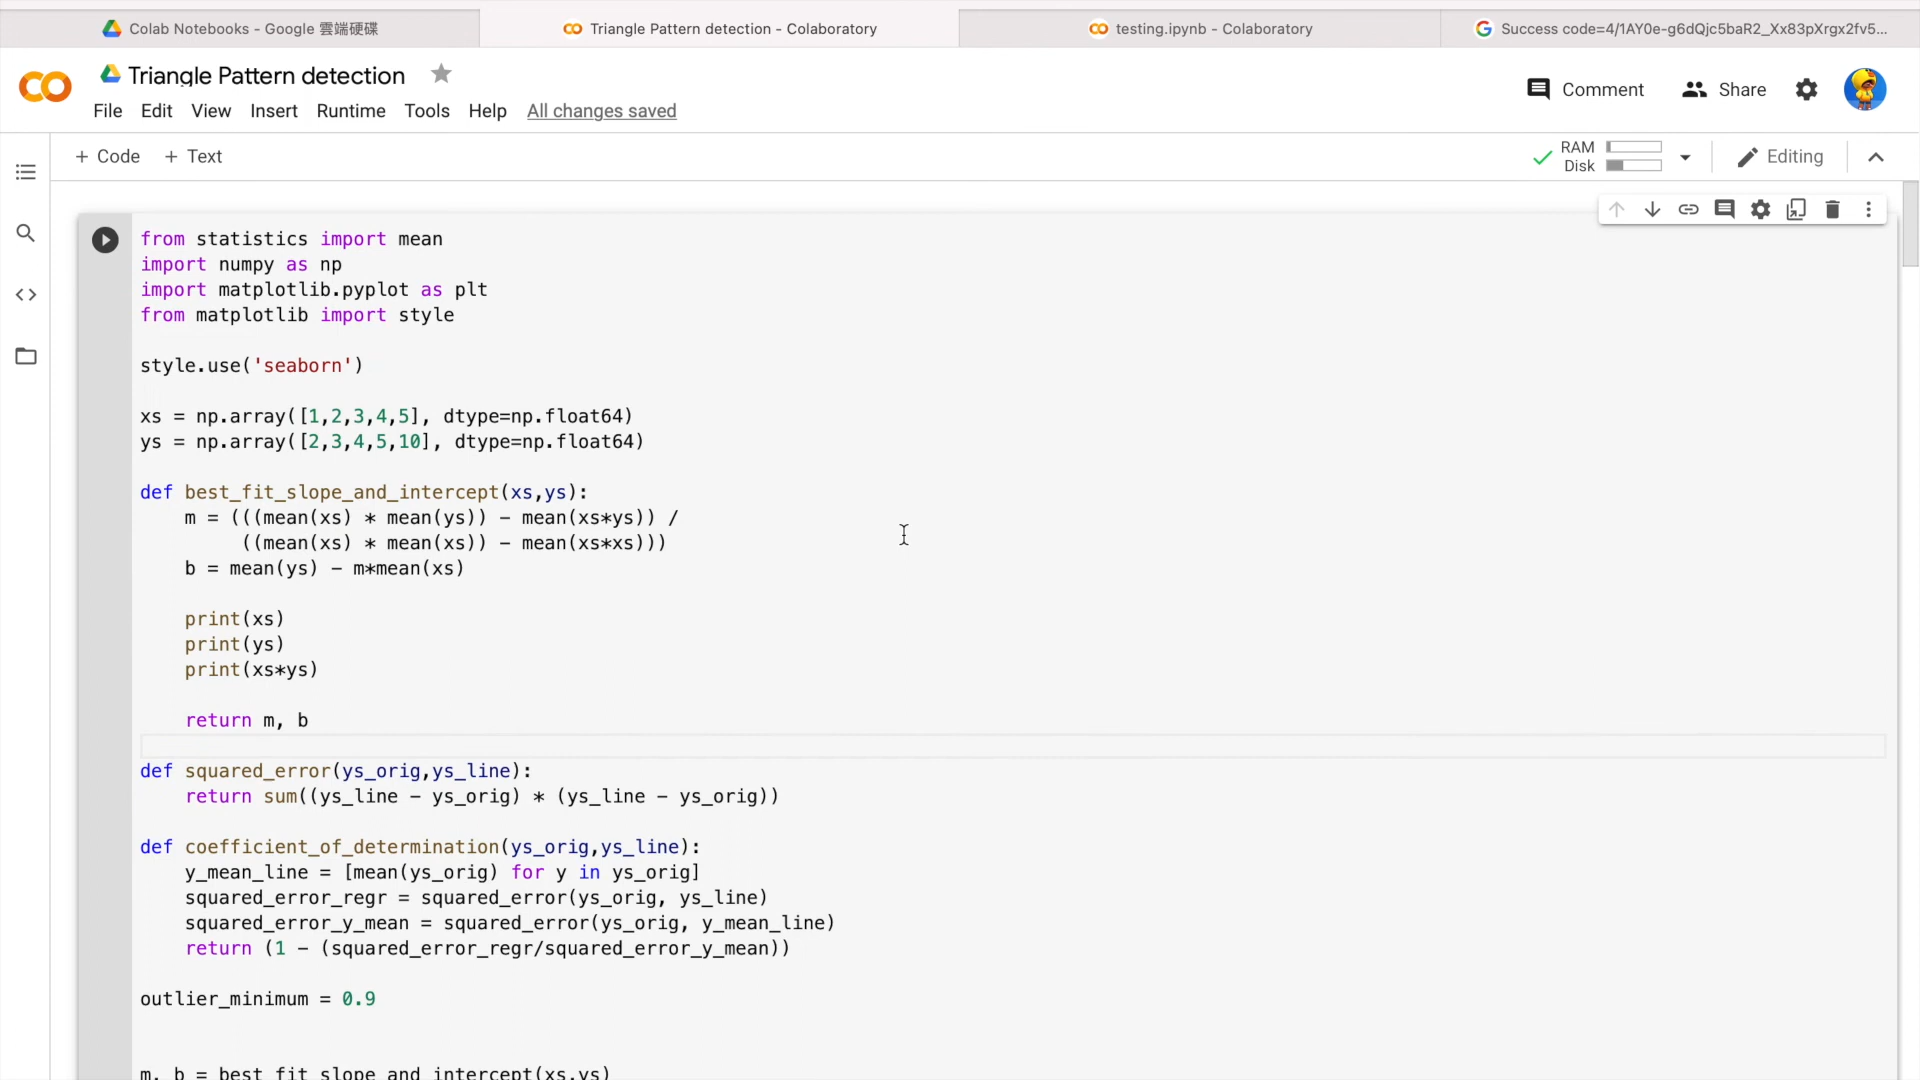 Colab Notebooks - Google 雲端硬碟
Triangle Pattern detection - Colaboratory
testing.ipynb - Colaboratory
Success code=4/1AY0e-g6dQjc5baR2_Xx83pXrgx2fv5...
Triangle Pattern detection
Comment
Share
File Edit View Insert Runtime Tools Help All changes saved
+ Code + Text
RAM
Disk
Editing
from statistics import mean
import numpy as np
import matplotlib.pyplot as plt
from matplotlib import style
style.use('seaborn')
xs = np.array([1,2,3,4,5], dtype=np.float64)
ys = np.array([2,3,4,5,10], dtype=np.float64)
def best_fit_slope_and_intercept(xs,ys):
    m = (((mean(xs) * mean(ys)) - mean(xs*ys)) /
         ((mean(xs) * mean(xs)) - mean(xs*xs)))
    b = mean(ys) - m*mean(xs)
    print(xs)
    print(ys)
    print(xs*ys)
    return m, b
def squared_error(ys_orig,ys_line):
    return sum((ys_line - ys_orig) * (ys_line - ys_orig))
def coefficient_of_determination(ys_orig,ys_line):
    y_mean_line = [mean(ys_orig) for y in ys_orig]
    squared_error_regr = squared_error(ys_orig, ys_line)
    squared_error_y_mean = squared_error(ys_orig, y_mean_line)
    return (1 - (squared_error_regr/squared_error_y_mean))
outlier_minimum = 0.9
m, b = best_fit_slope_and_intercept(xs,ys)